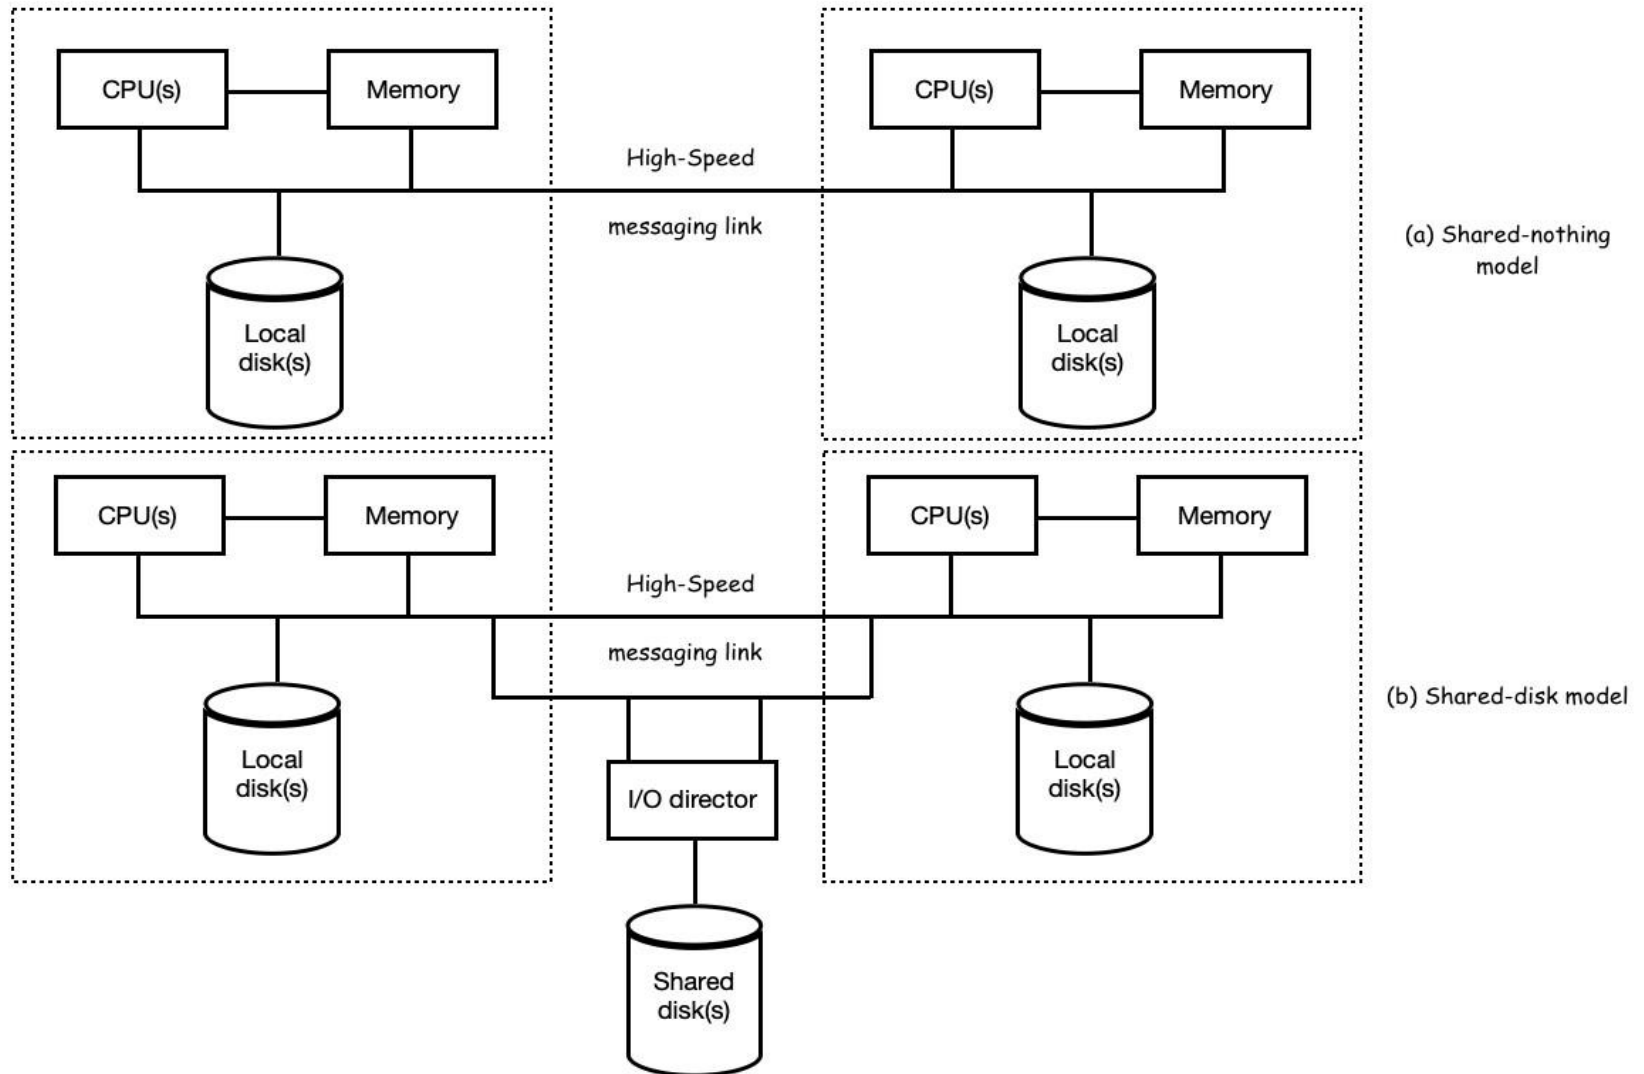 CPU(s)
Memory
CPU(s)
Memory
High-Speed
messaging link
(a) Shared-nothing
model
Local
disk(s)
Local
disk(s)
CPU(s)
Memory
CPU(s)
Memory
High-Speed
messaging link
(b) Shared-disk model
Local
disk(s)
I/O director
Local
disk(s)
Shared
disk(s)